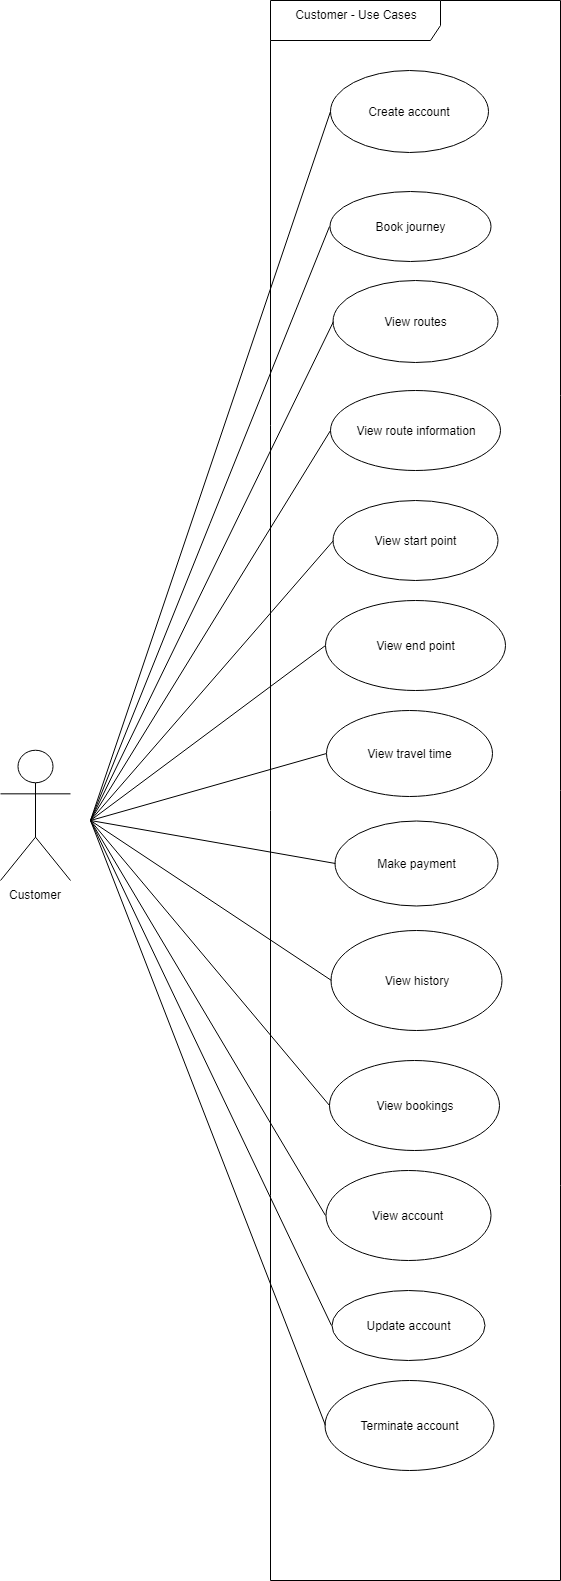 Customer - Use Cases
Create account
Book journey
View routes
View route information
View start point
View end point
View travel time
Make payment
Customer
View history
View bookings
View account
Update account
Terminate account